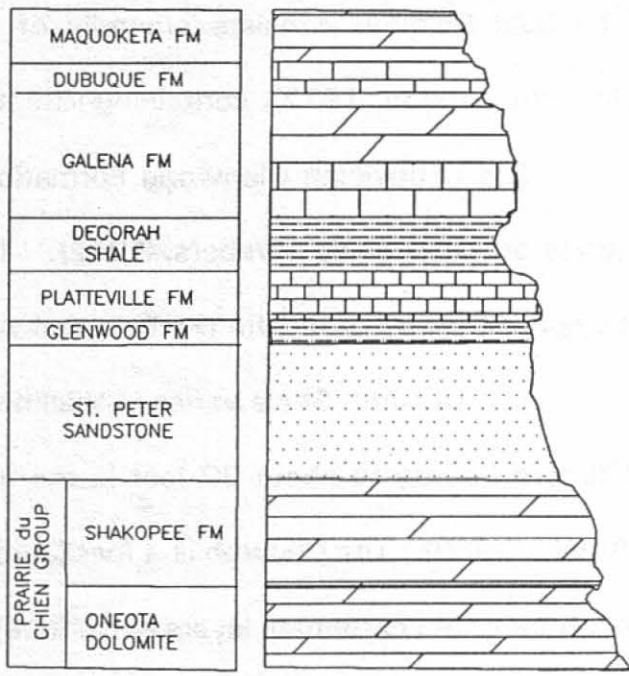 MAQUOKETA FM
DUBUQUE FM
GALENA FM
DECORAH
SHALE
PLATTEVILLE FM
GLENWOOD FM
ST. PETER
SANDSTONE
PRAIRIE du
CHIEN GROUP
SHAKOPEE FM
ONEOTA
DOLOMITE